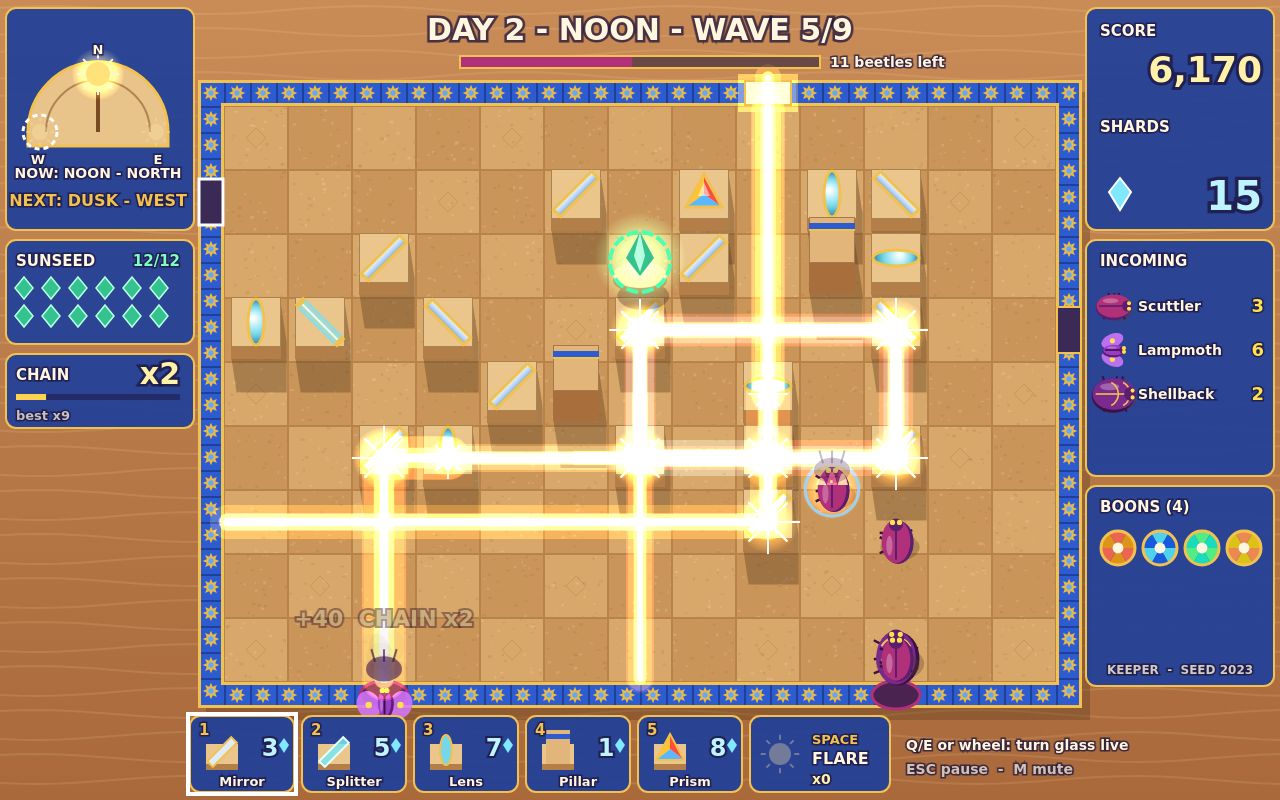 DAY 2 - NOON - WAVE 5/9
11 beetles left
N
W E
NOW: NOON - NORTH
NEXT: DUSK - WEST
SUNSEED 12/12
CHAIN x2
best x9
SCORE
6,170
SHARDS
15
INCOMING
Scuttler 3
Lampmoth 6
Shellback 2
BOONS (4)
KEEPER - SEED 2023
+40 CHAIN x2
1 3 Mirror
2 5 Splitter
3 7 Lens
4 1 Pillar
5 8 Prism
SPACE
FLARE
x0
Q/E or wheel: turn glass live
ESC pause - M mute